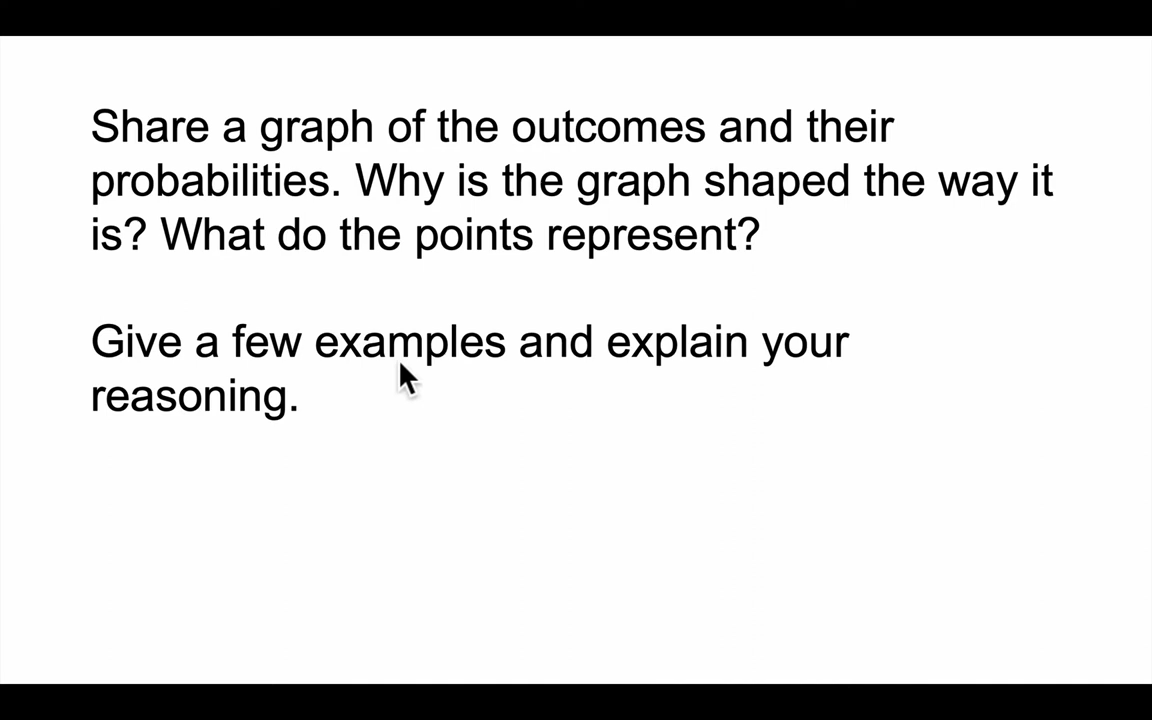 Share a graph of the outcomes and their
probabilities. Why is the graph shaped the way it
is? What do the points represent?
Give a few examples and explain your
reasoning.